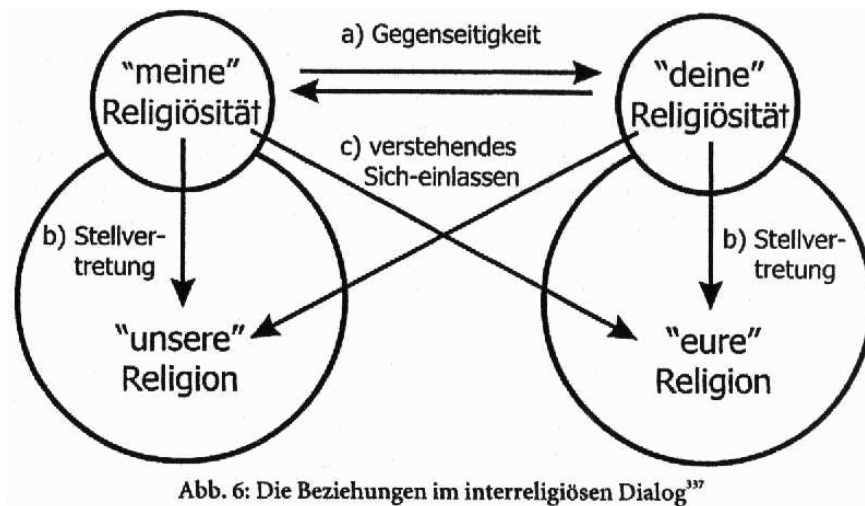 a) Gegenseitigkeit
"meine"
Religiösität
"deine"
Religiösität
c) verstehendes
Sich-einlassen
b) Stellver-
tretung
b) Stellver-
tretung
"unsere"
Religion
"eure"
Religion
Abb. 6: Die Beziehungen im interreligiösen Dialog³³⁷